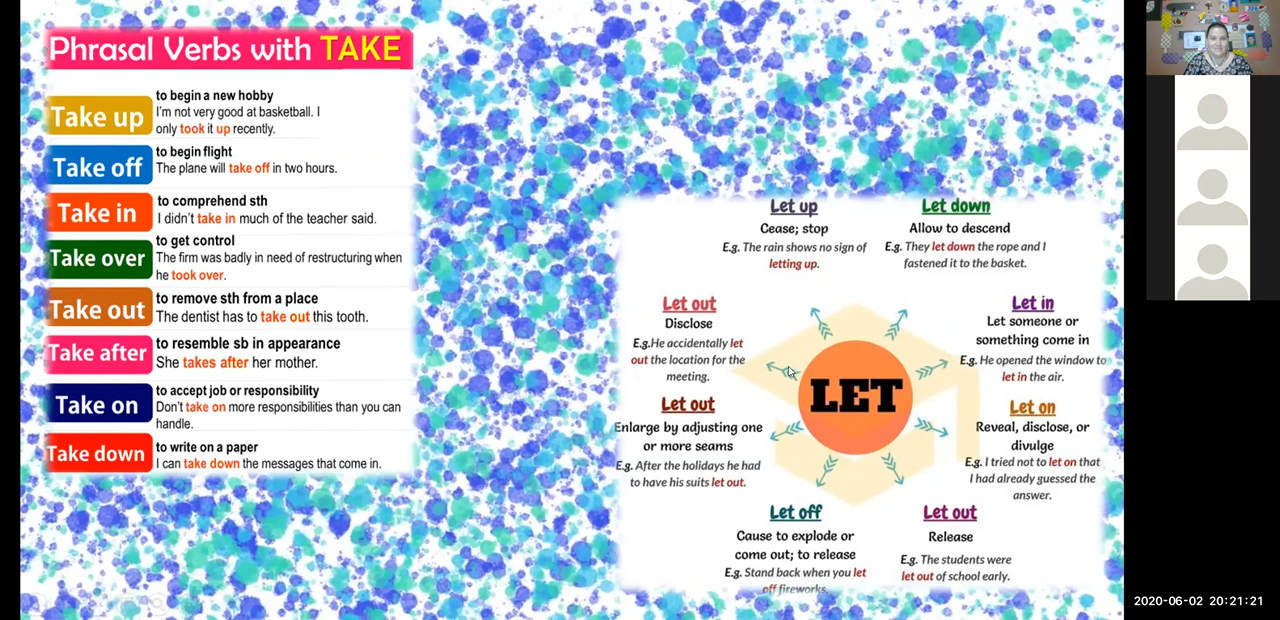 Phrasal Verbs with TAKE
Take up
to begin a new hobby
I'm not very good at basketball. I
only took it up recently.
Take off
to begin flight
The plane will take off in two hours.
Take in
to comprehend sth
I didn't take in much of the teacher said.
Take over
to get control
The firm was badly in need of restructuring when
he took over.
Take out
to remove sth from a place
The dentist has to take out this tooth.
Take after
to resemble sb in appearance
She takes after her mother.
Take on
to accept job or responsibility
Don't take on more responsibilities than you can
handle.
Take down
to write on a paper
I can take down the messages that come in.
Let up
Cease; stop
E.g. The rain shows no sign of
letting up.
Let down
Allow to descend
E.g. They let down the rope and I
fastened it to the basket.
Let out
Disclose
E.g.He accidentally let
out the location for the
meeting.
Let in
Let someone or
something come in
E.g. He opened the window to
let in the air.
LET
Let out
Enlarge by adjusting one
or more seams
E.g. After the holidays he had
to have his suits let out.
Let on
Reveal, disclose, or
divulge
E.g. I tried not to let on that
I had already guessed the
answer.
Let off
Cause to explode or
come out; to release
E.g. Stand back when you let
off fireworks.
Let out
Release
E.g. The students were
let out of school early.
2020-06-02 20:21:21